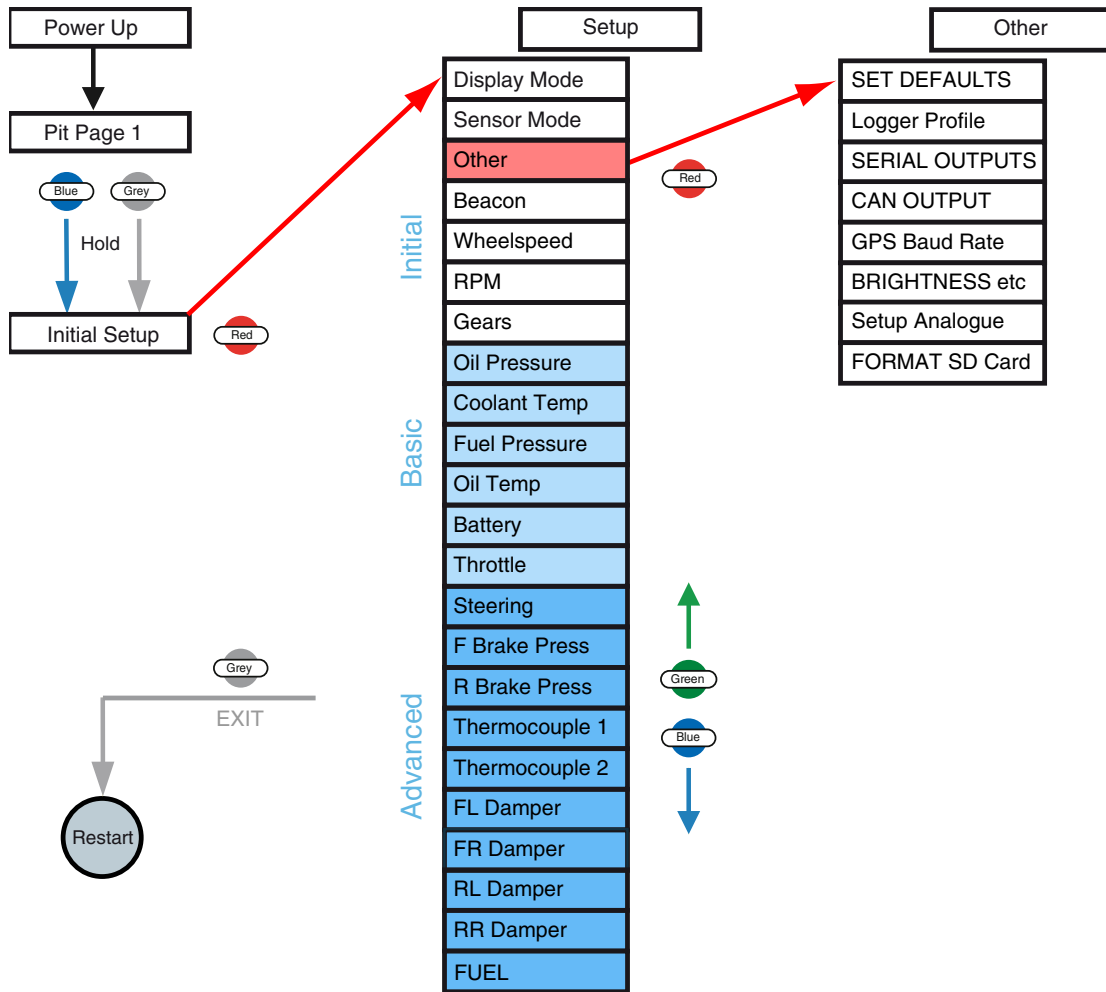 Power Up
Pit Page 1
Blue
Grey
Hold
Initial Setup
Red
Setup
Display Mode
Sensor Mode
Other
Beacon
Wheelspeed
RPM
Gears
Oil Pressure
Coolant Temp
Fuel Pressure
Oil Temp
Battery
Throttle
Steering
F Brake Press
R Brake Press
Thermocouple 1
Thermocouple 2
FL Damper
FR Damper
RL Damper
RR Damper
FUEL
Initial
Basic
Advanced
Red
Green
Blue
Other
SET DEFAULTS
Logger Profile
SERIAL OUTPUTS
CAN OUTPUT
GPS Baud Rate
BRIGHTNESS etc
Setup Analogue
FORMAT SD Card
Grey
EXIT
Restart